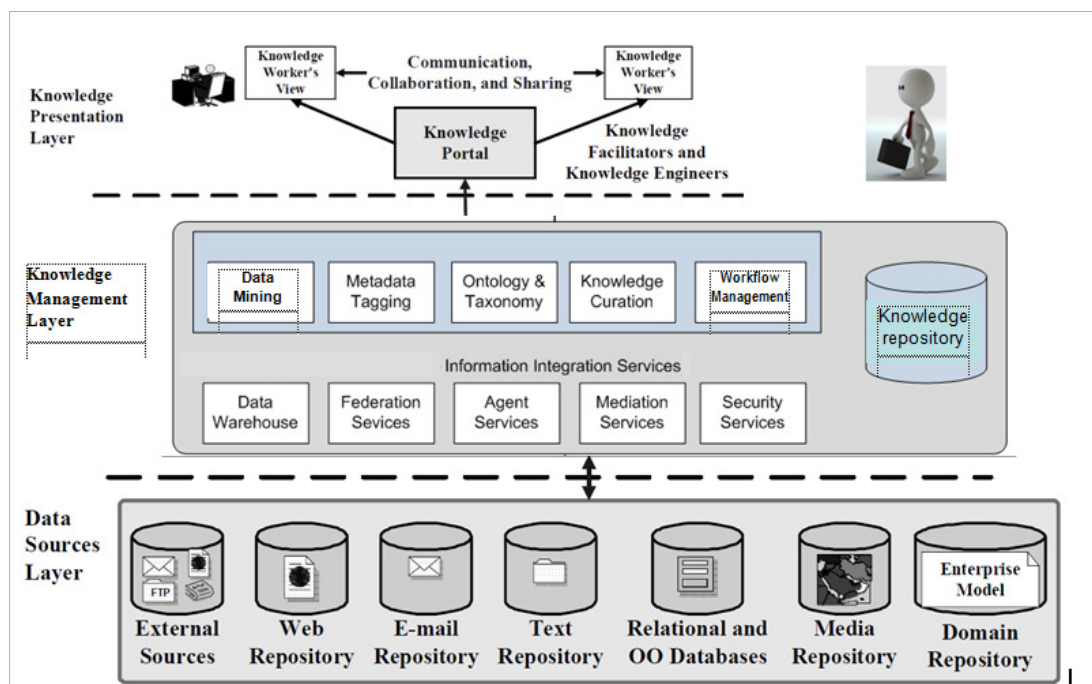 Knowledge
Presentation
Layer
Knowledge
Worker's
View
Communication,
Collaboration, and Sharing
Knowledge
Worker's
View
Knowledge
Portal
Knowledge
Facilitators and
Knowledge Engineers
Knowledge
Management
Layer
Data
Mining
Metadata
Tagging
Ontology &
Taxonomy
Knowledge
Curation
Workflow
Management
Knowledge
repository
Information Integration Services
Data
Warehouse
Federation
Sevices
Agent
Services
Mediation
Services
Security
Services
Data
Sources
Layer
FTP
External
Sources
Web
Repository
E-mail
Repository
Text
Repository
Relational and
OO Databases
Media
Repository
Enterprise
Model
Domain
Repository